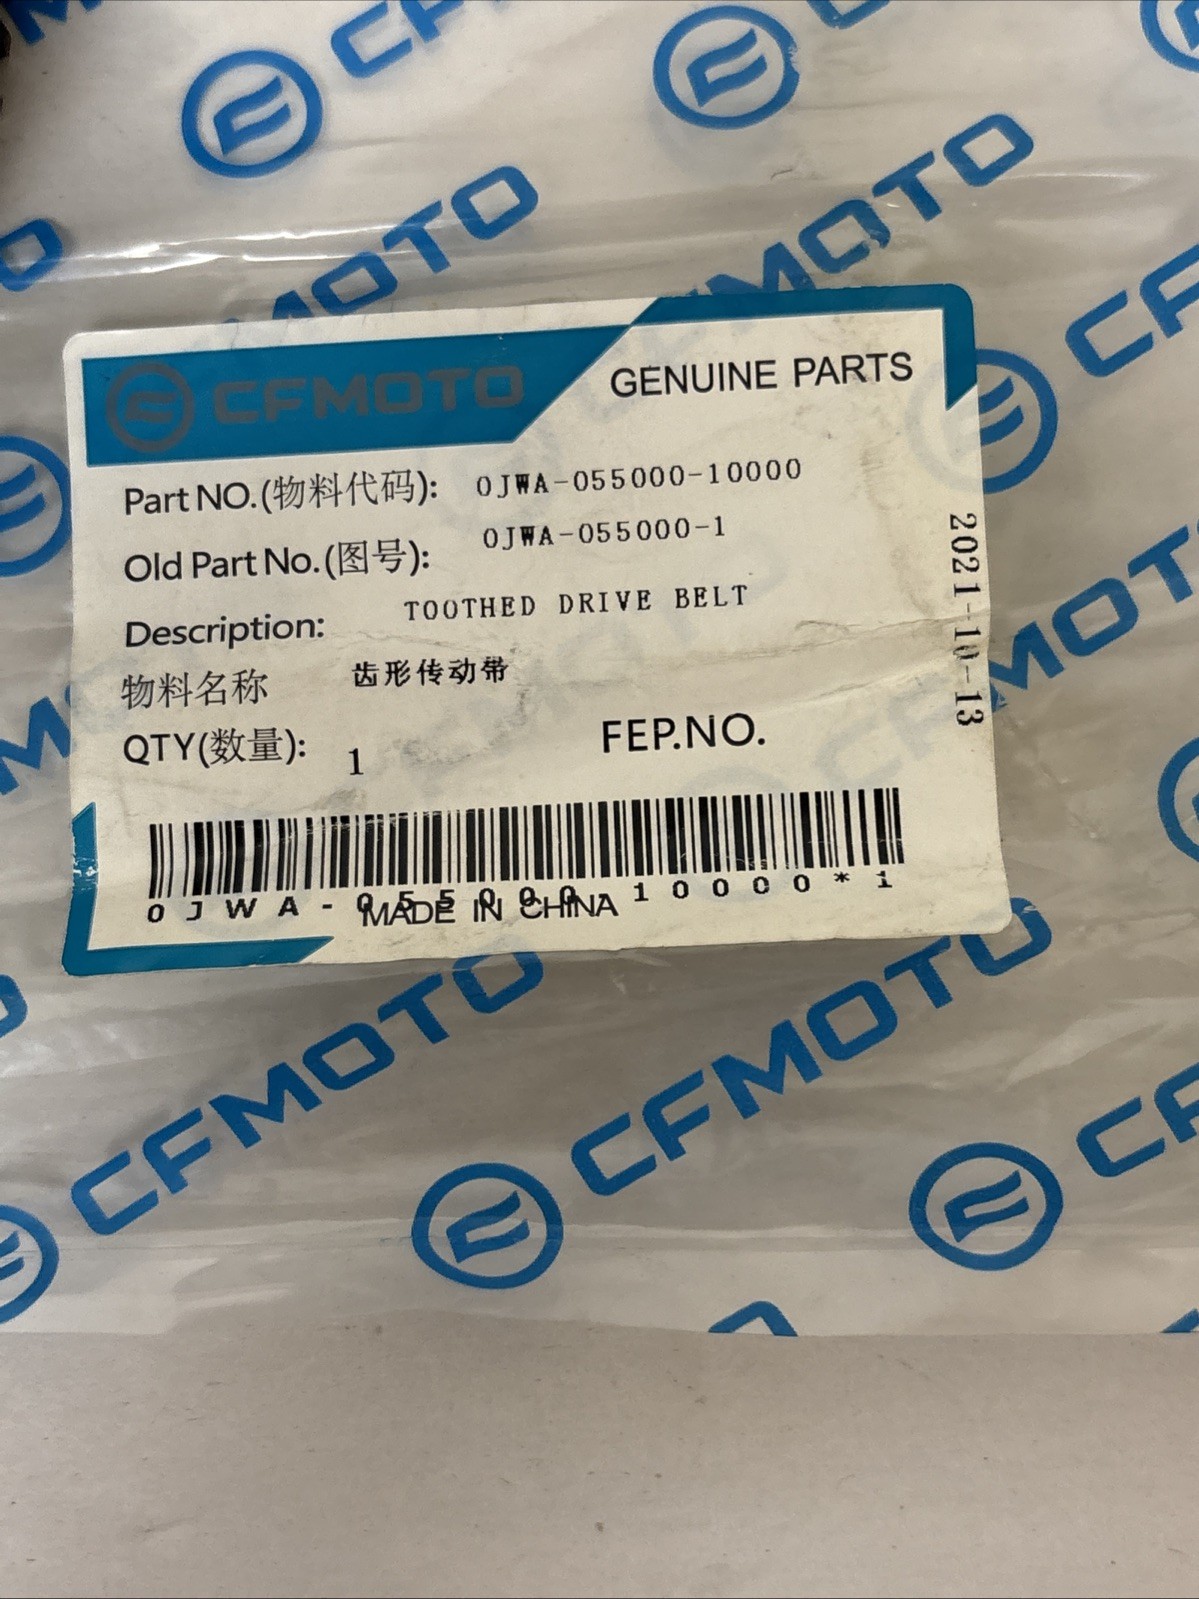 CFMOTO
CFMOTO
CFMOTO GENUINE PARTS
Part NO.(物料代码): 0JWA-055000-10000
Old Part No.(图号): 0JWA-055000-1
Description: TOOTHED DRIVE BELT
物料名称 齿形传动带
QTY(数量): 1 FEP.NO.
2021-10-13
0JWA-055000-10000*1
MADE IN CHINA
CFMOTO
CFMOTO